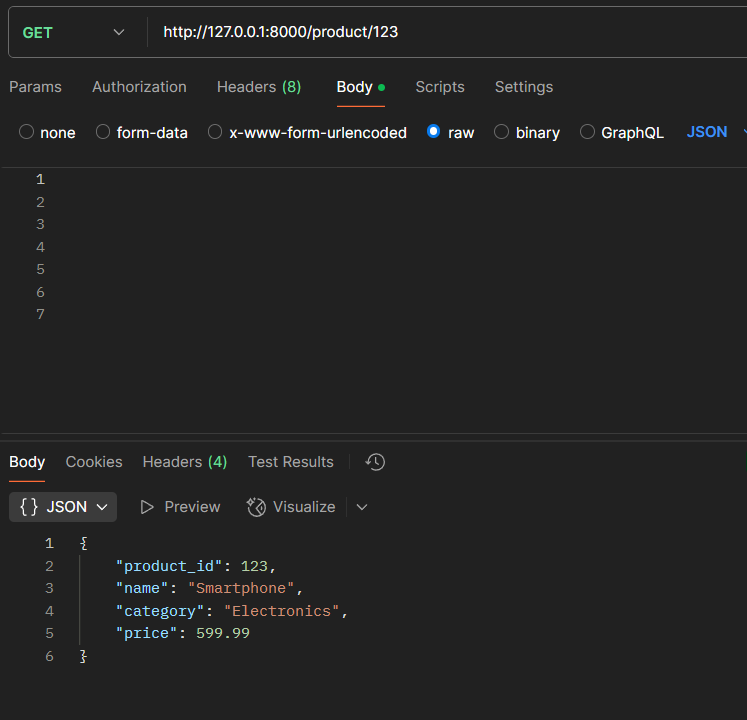 GET http://127.0.0.1:8000/product/123
Params Authorization Headers (8) Body Scripts Settings
none form-data x-www-form-urlencoded raw binary GraphQL JSON
1
2
3
4
5
6
7
Body Cookies Headers (4) Test Results
{} JSON Preview Visualize
1 {
2 "product_id": 123,
3 "name": "Smartphone",
4 "category": "Electronics",
5 "price": 599.99
6 }